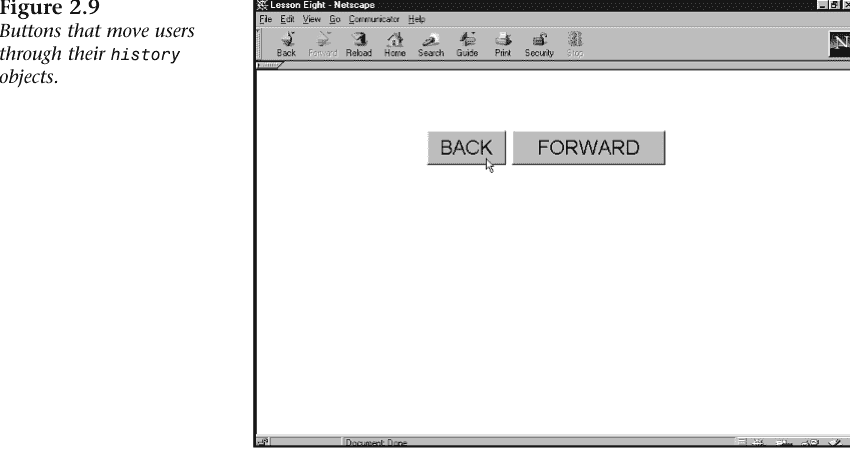 Figure 2.9
Buttons that move users
through their history
objects.
Lesson Eight - Netscape
File Edit View Go Communicator Help
Back Forward Reload Home Search Guide Print Security Stop
N
BACK FORWARD
Document: Done